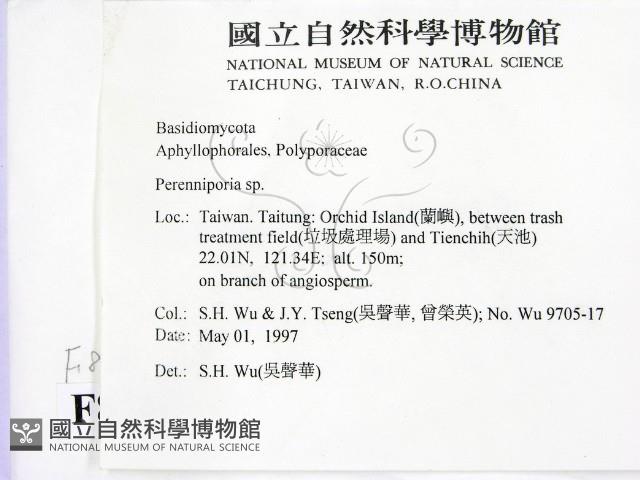 國立自然科學博物館
NATIONAL MUSEUM OF NATURAL SCIENCE
TAICHUNG, TAIWAN, R.O.CHINA
Basidiomycota
Aphyllophorales, Polyporaceae
Perenniporia sp.
Loc.: Taiwan. Taitung: Orchid Island(蘭嶼), between trash
treatment field(垃圾處理場) and Tienchih(天池)
22.01N, 121.34E; alt. 150m;
on branch of angiosperm.
Col.: S.H. Wu & J.Y. Tseng(吳聲華, 曾榮英); No. Wu 9705-17
Date: May 01, 1997
Det.: S.H. Wu(吳聲華)
國立自然科學博物館
NATIONAL MUSEUM OF NATURAL SCIENCE